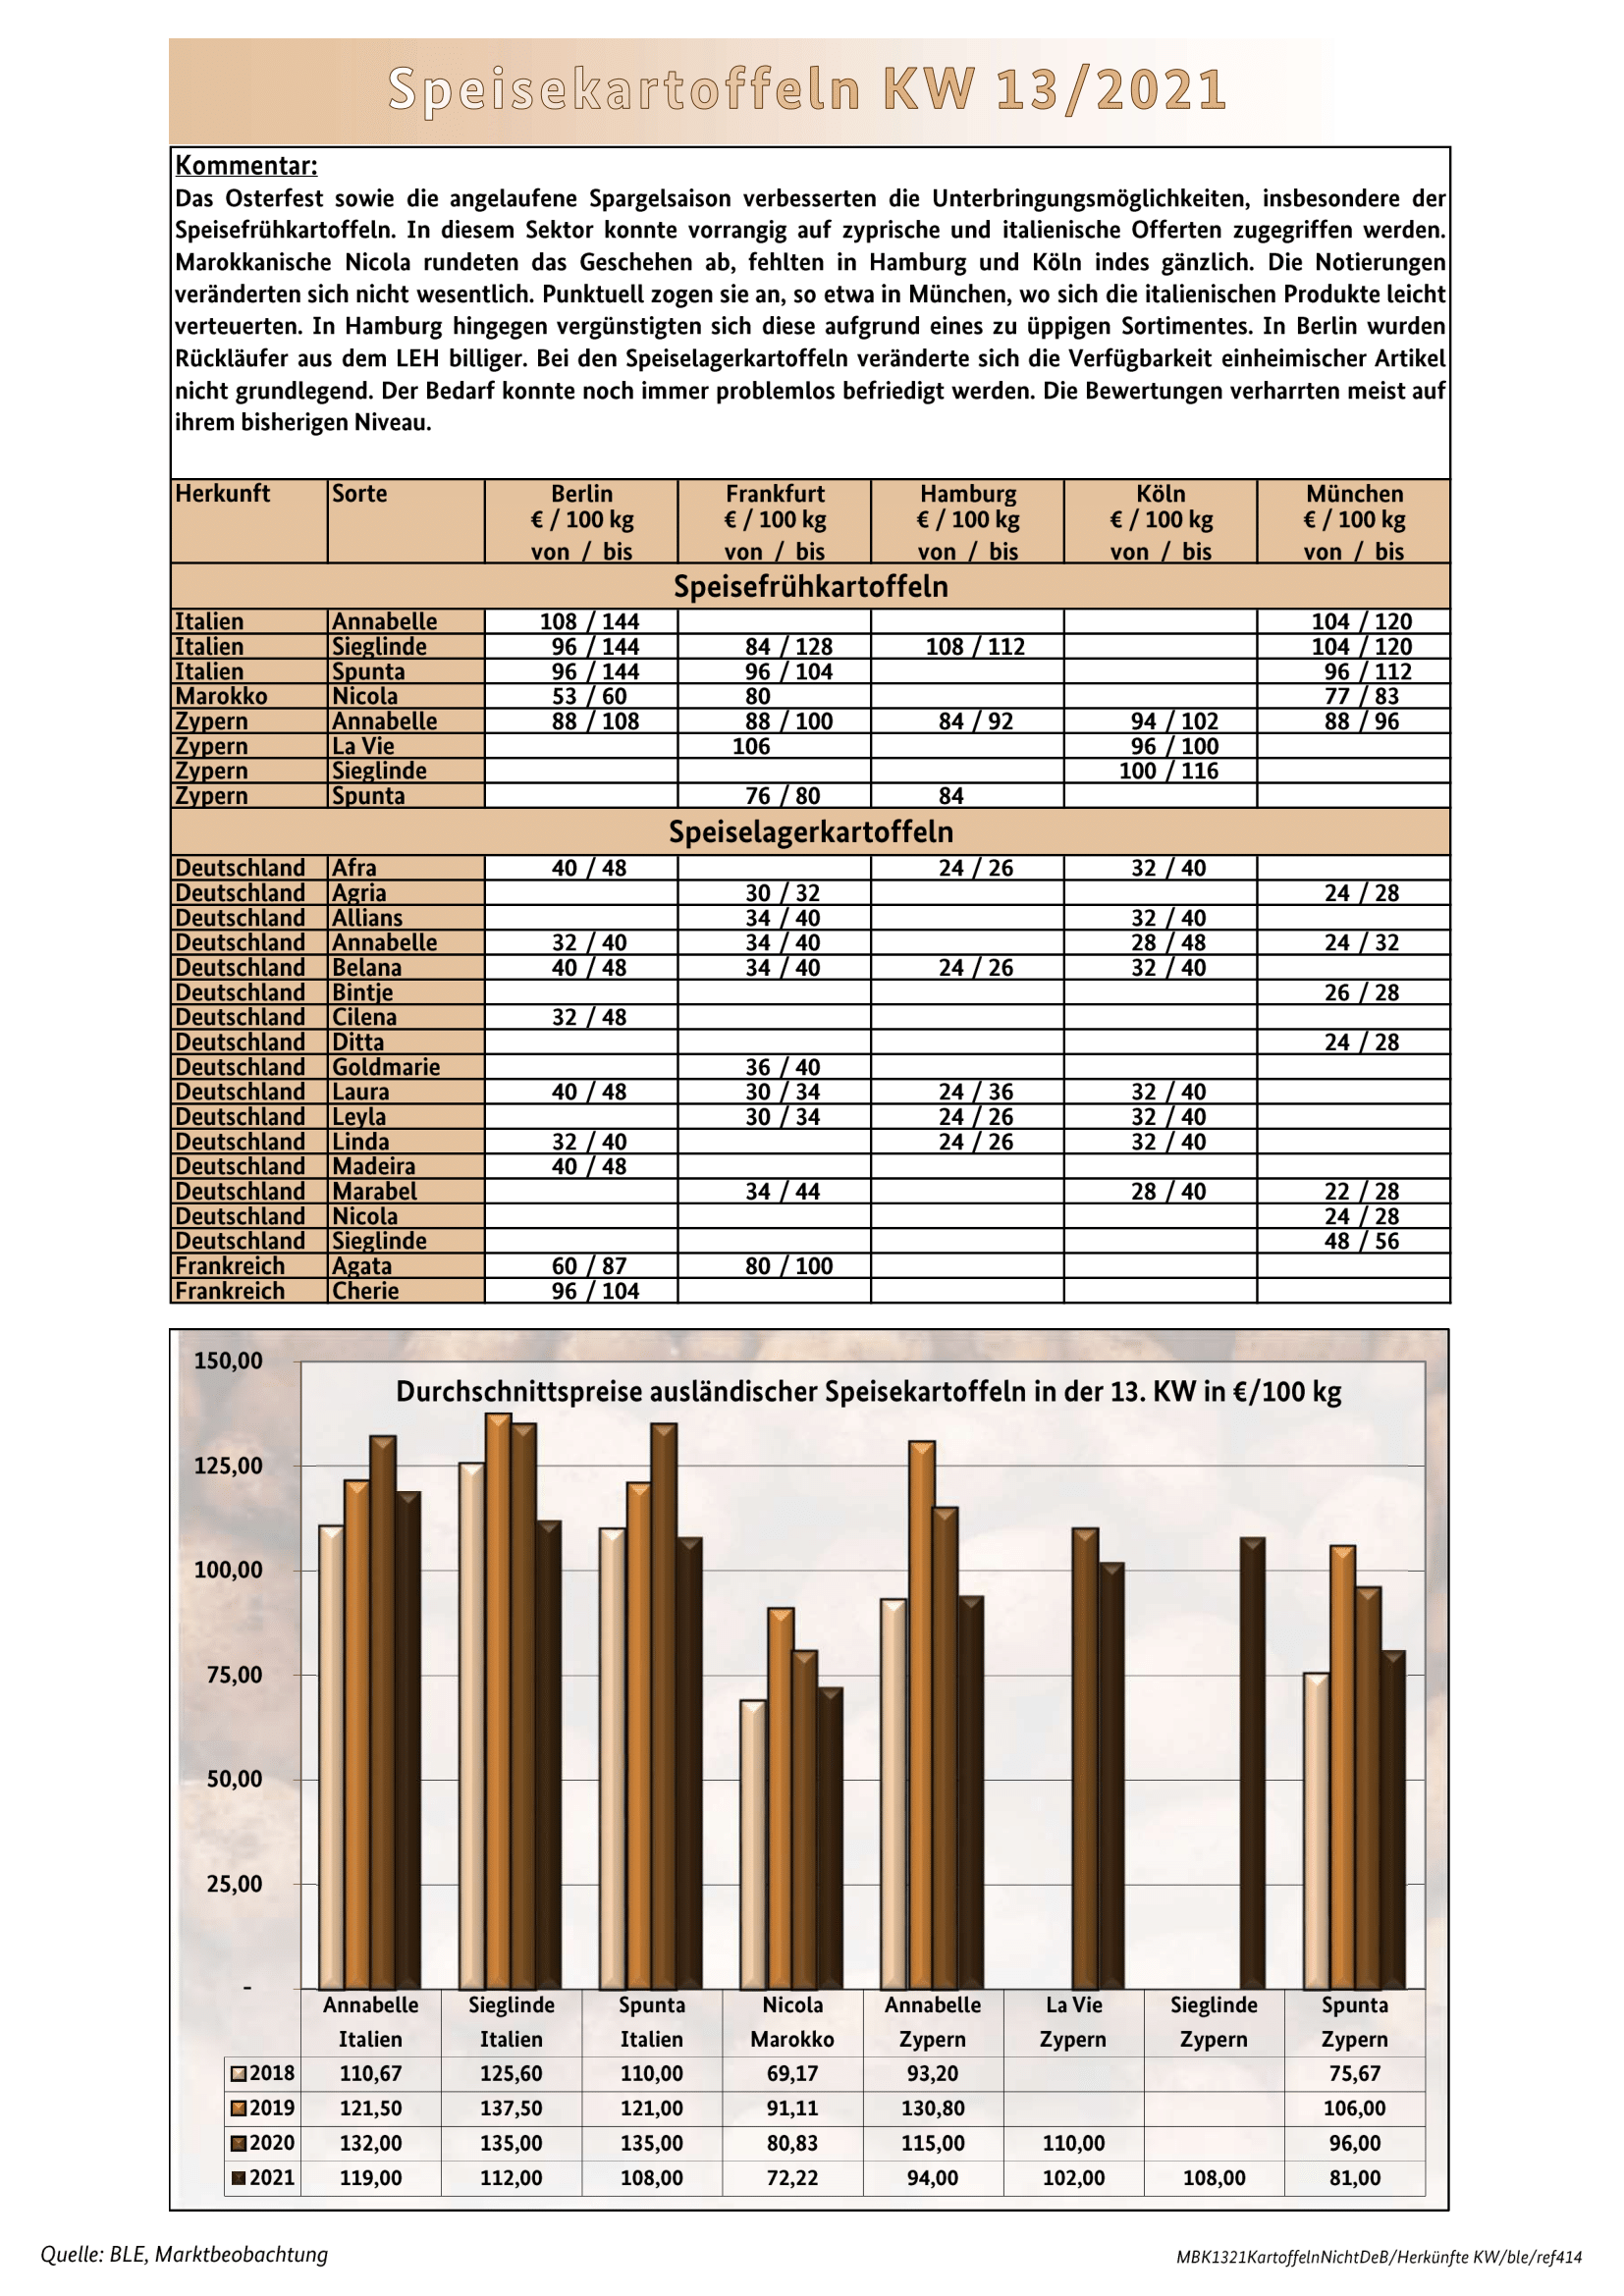 Speisekartoffeln KW 13/2021
Kommentar:
Das Osterfest sowie die angelaufene Spargelsaison verbesserten die Unterbringungsmöglichkeiten, insbesondere der
Speisefrühkartoffeln. In diesem Sektor konnte vorrangig auf zyprische und italienische Offerten zugegriffen werden.
Marokkanische Nicola rundeten das Geschehen ab, fehlten in Hamburg und Köln indes gänzlich. Die Notierungen
veränderten sich nicht wesentlich. Punktuell zogen sie an, so etwa in München, wo sich die italienischen Produkte leicht
verteuerten. In Hamburg hingegen vergünstigten sich diese aufgrund eines zu üppigen Sortimentes. In Berlin wurden
Rückläufer aus dem LEH billiger. Bei den Speiselagerkartoffeln veränderte sich die Verfügbarkeit einheimischer Artikel
nicht grundlegend. Der Bedarf konnte noch immer problemlos befriedigt werden. Die Bewertungen verharrten meist auf
ihrem bisherigen Niveau.
Herkunft Sorte Berlin Frankfurt Hamburg Köln München
€ / 100 kg € / 100 kg € / 100 kg € / 100 kg € / 100 kg
von / bis von / bis von / bis von / bis von / bis
Speisefrühkartoffeln
Italien Annabelle 108 / 144 104 / 120
Italien Sieglinde 96 / 144 84 / 128 108 / 112 104 / 120
Italien Spunta 96 / 144 96 / 104 96 / 112
Marokko Nicola 53 / 60 80 77 / 83
Zypern Annabelle 88 / 108 88 / 100 84 / 92 94 / 102 88 / 96
Zypern La Vie 106 96 / 100
Zypern Sieglinde 100 / 116
Zypern Spunta 76 / 80 84
Speiselagerkartoffeln
Deutschland Afra 40 / 48 24 / 26 32 / 40
Deutschland Agria 30 / 32 24 / 28
Deutschland Allians 34 / 40 32 / 40
Deutschland Annabelle 32 / 40 34 / 40 28 / 48 24 / 32
Deutschland Belana 40 / 48 34 / 40 24 / 26 32 / 40
Deutschland Bintje 26 / 28
Deutschland Cilena 32 / 48
Deutschland Ditta 24 / 28
Deutschland Goldmarie 36 / 40
Deutschland Laura 40 / 48 30 / 34 24 / 36 32 / 40
Deutschland Leyla 30 / 34 24 / 26 32 / 40
Deutschland Linda 32 / 40 24 / 26 32 / 40
Deutschland Madeira 40 / 48
Deutschland Marabel 34 / 44 28 / 40 22 / 28
Deutschland Nicola 24 / 28
Deutschland Sieglinde 48 / 56
Frankreich Agata 60 / 87 80 / 100
Frankreich Cherie 96 / 104
Durchschnittspreise ausländischer Speisekartoffeln in der 13. KW in €/100 kg
150,00
125,00
100,00
75,00
50,00
25,00
-
Annabelle Sieglinde Spunta Nicola Annabelle La Vie Sieglinde Spunta
Italien Italien Italien Marokko Zypern Zypern Zypern Zypern
2018 110,67 125,60 110,00 69,17 93,20 75,67
2019 121,50 137,50 121,00 91,11 130,80 106,00
2020 132,00 135,00 135,00 80,83 115,00 110,00 96,00
2021 119,00 112,00 108,00 72,22 94,00 102,00 108,00 81,00
Quelle: BLE, Marktbeobachtung
MBK1321KartoffelnNichtDeB/Herkünfte KW/ble/ref414